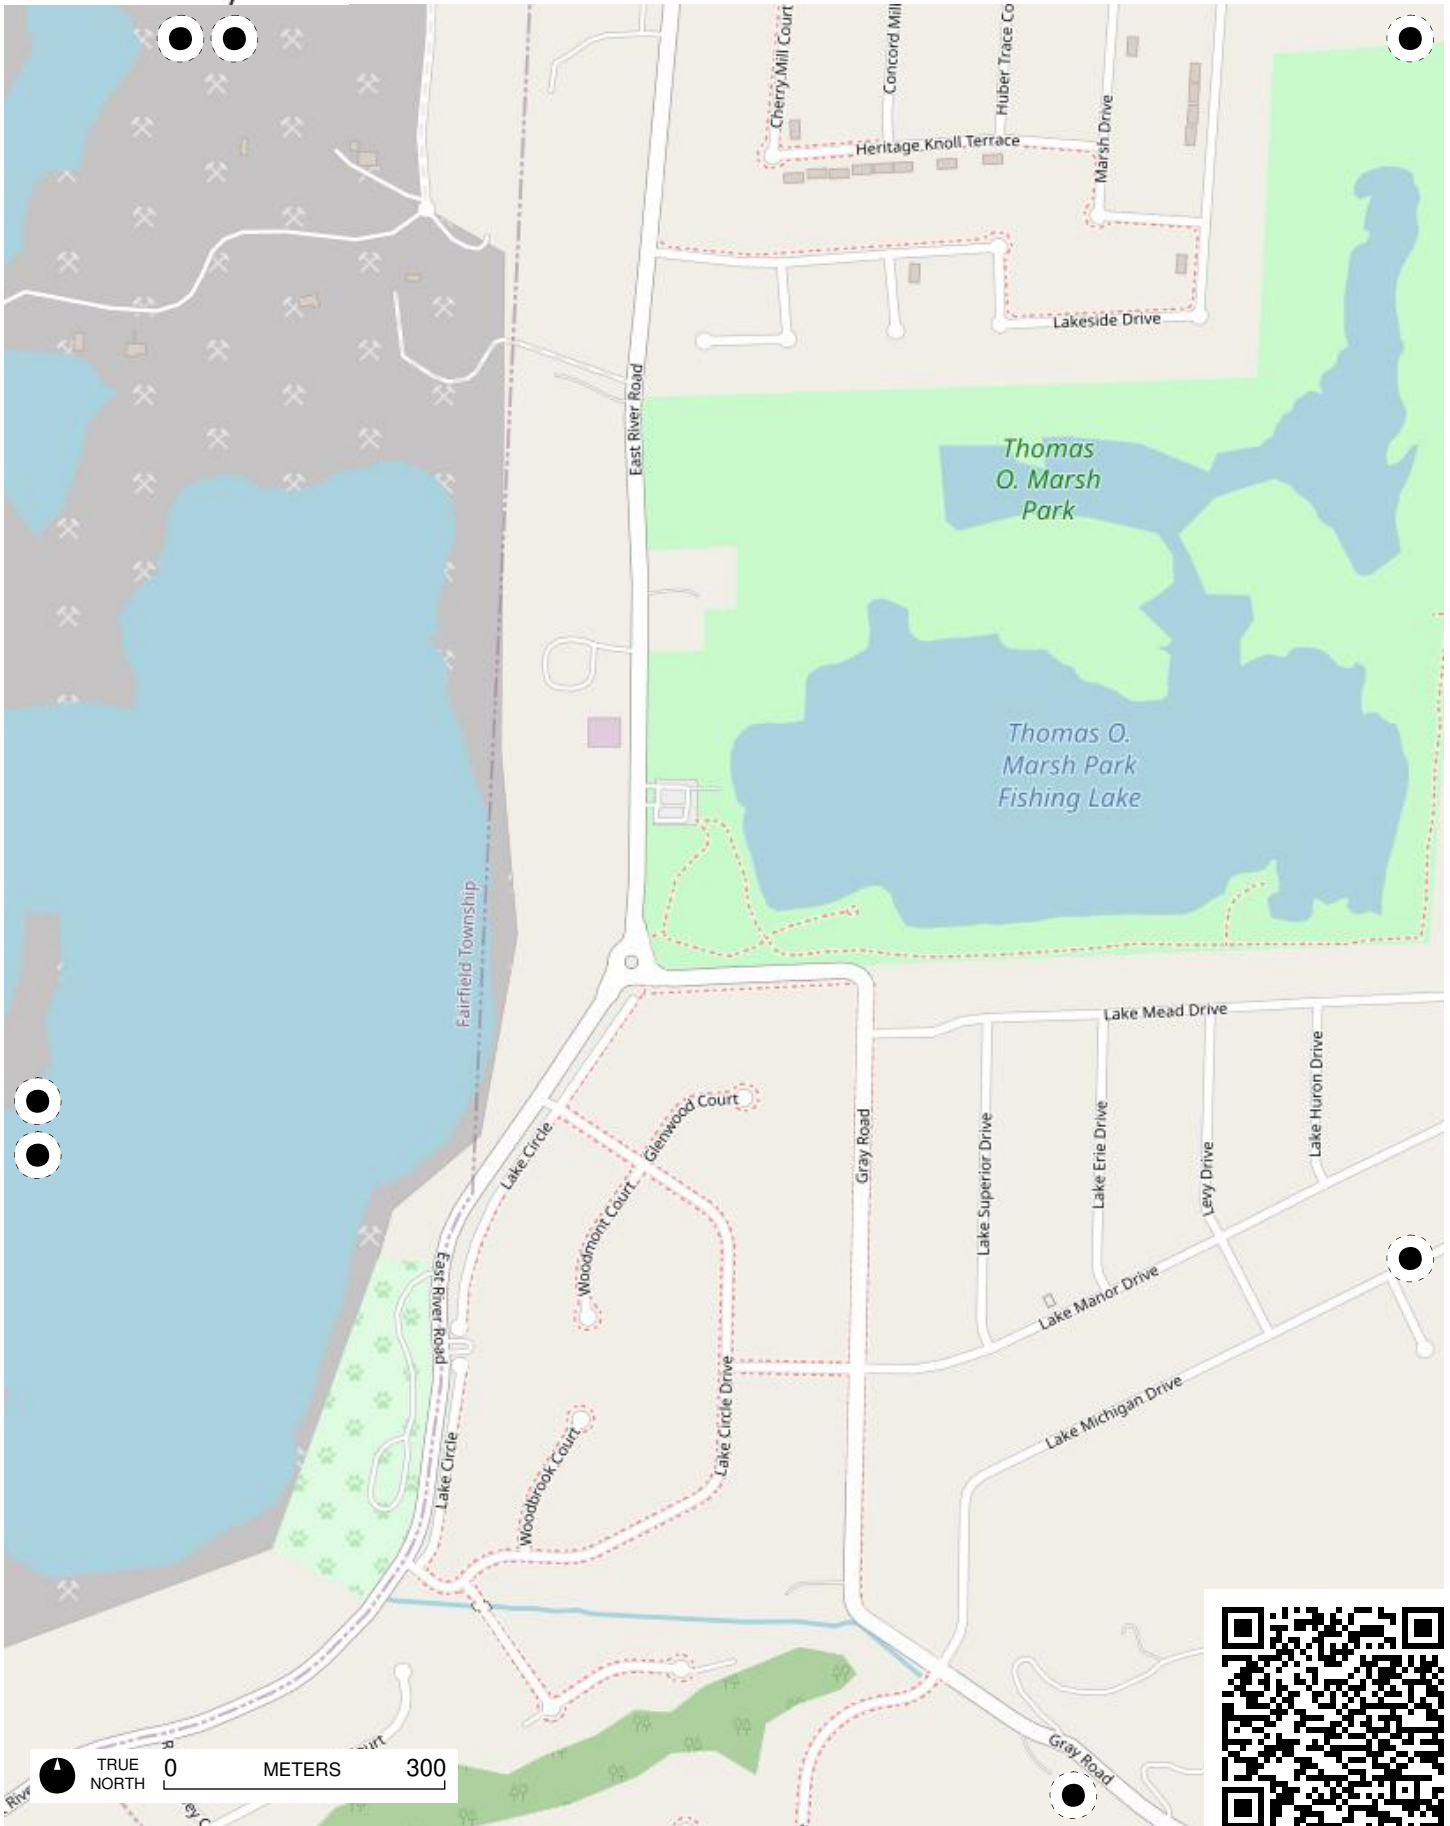 Cherry Mill Court
Concord Mill
Huber Trace Co
Marsh Drive
Heritage Knoll Terrace
Lakeside Drive
East River Road
Thomas
O. Marsh
Park
Thomas O.
Marsh Park
Fishing Lake
Fairfield Township
Lake Mead Drive
Lake Circle
Glenwood Court
Woodmont Court
Gray Road
Lake Superior Drive
Lake Erie Drive
Levy Drive
Lake Huron Drive
East River Road
Lake Manor Drive
Lake Circle Drive
Lake Michigan Drive
Lake Circle
Woodbrook Court
Gray Road
TRUE
NORTH
0 METERS 300